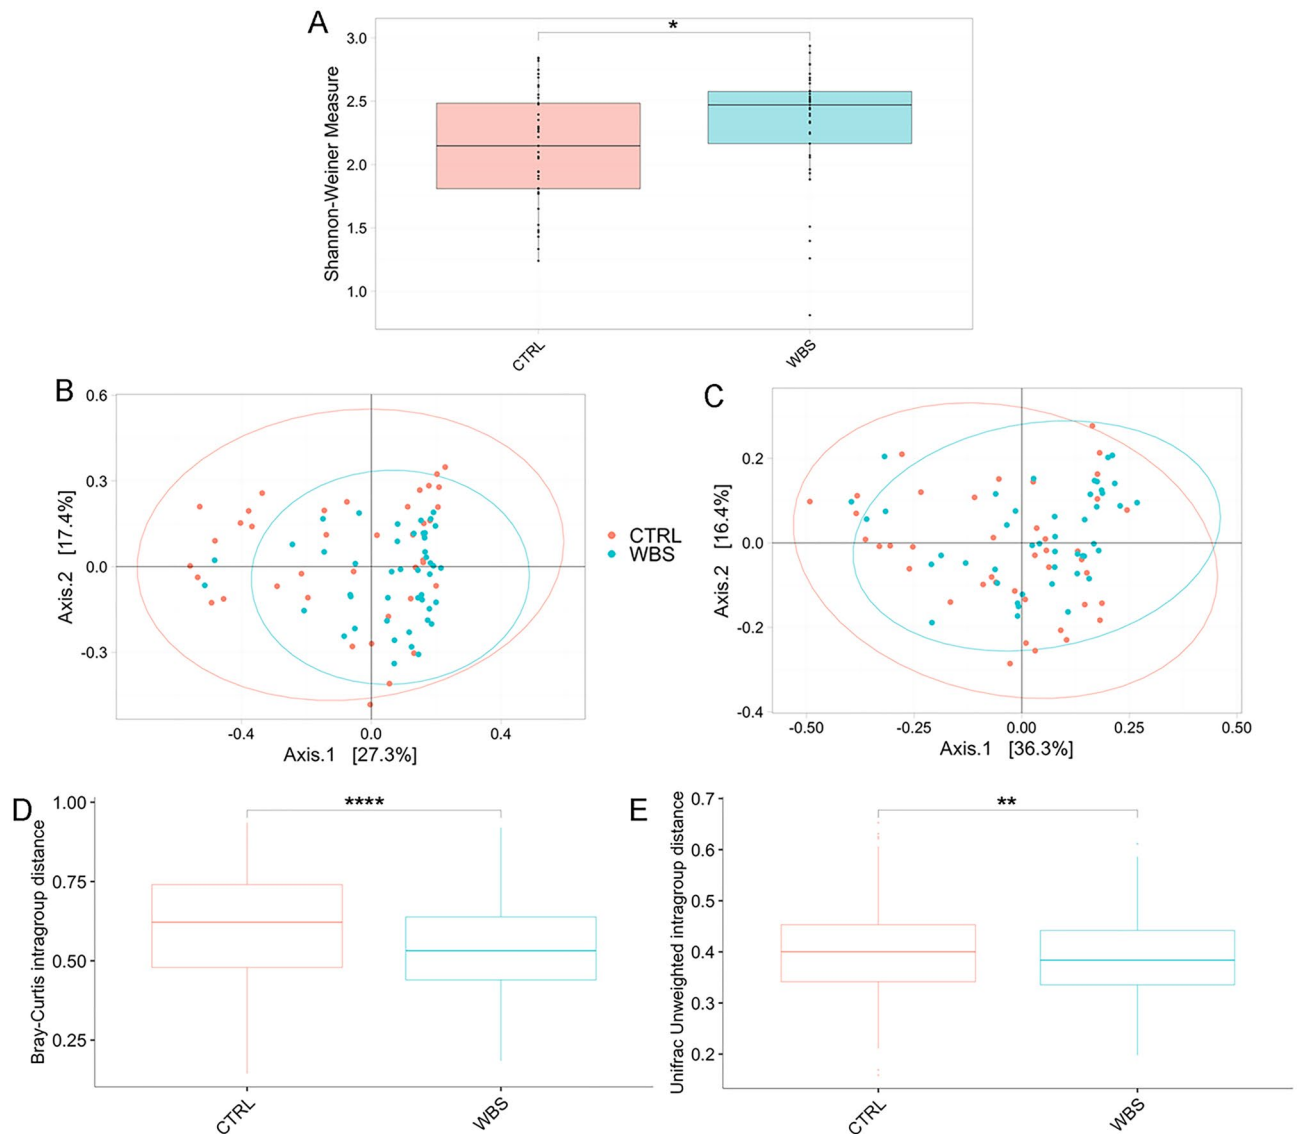 A
*
Shannon-Weiner Measure
3.0
2.5
2.0
1.5
1.0
CTRL
WBS
B
Axis.2 [17.4%]
0.6
0.3
0.0
-0.3
-0.4
0.0
0.4
Axis.1 [27.3%]
CTRL
WBS
C
Axis.2 [16.4%]
0.2
0.0
-0.2
-0.4
-0.50
-0.25
0.00
0.25
0.50
Axis.1 [36.3%]
D
****
Bray-Curtis intragroup distance
1.00
0.75
0.50
0.25
CTRL
WBS
E
**
Unifrac Unweighted intragroup distance
0.7
0.6
0.5
0.4
0.3
0.2
CTRL
WBS